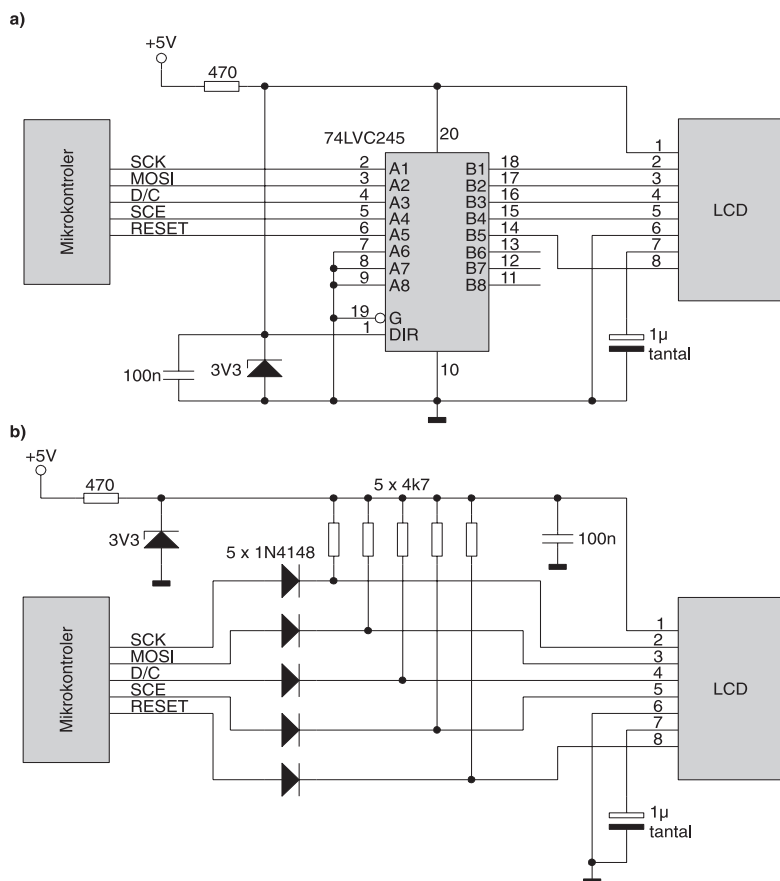 a)
+5V
470
74LVC245
20
Mikrokontroler
SCK
MOSI
D/C
SCE
RESET
2
3
4
5
6
7
8
9
19
1
A1
A2
A3
A4
A5
A6
A7
A8
G
DIR
B1
B2
B3
B4
B5
B6
B7
B8
18
17
16
15
14
13
12
11
10
1
2
3
4
5
6
7
8
LCD
100n
3V3
1µ
tantal
b)
+5V
470
3V3
5 x 4k7
5 x 1N4148
100n
Mikrokontroler
SCK
MOSI
D/C
SCE
RESET
1
2
3
4
5
6
7
8
LCD
1µ
tantal